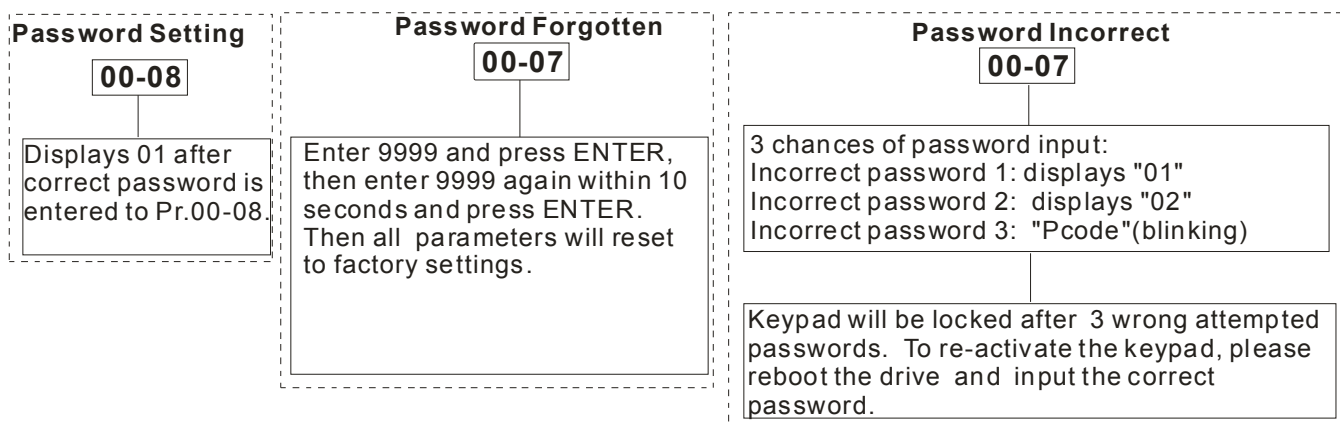 Password Setting
00-08
Displays 01 after
correct password is
entered to Pr.00-08.
Password Forgotten
00-07
Enter 9999 and press ENTER,
then enter 9999 again within 10
seconds and press ENTER.
Then all parameters will reset
to factory settings.
Password Incorrect
00-07
3 chances of password input:
Incorrect password 1: displays "01"
Incorrect password 2: displays "02"
Incorrect password 3: "Pcode"(blinking)
Keypad will be locked after 3 wrong attempted
passwords. To re-activate the keypad, please
reboot the drive and input the correct
password.